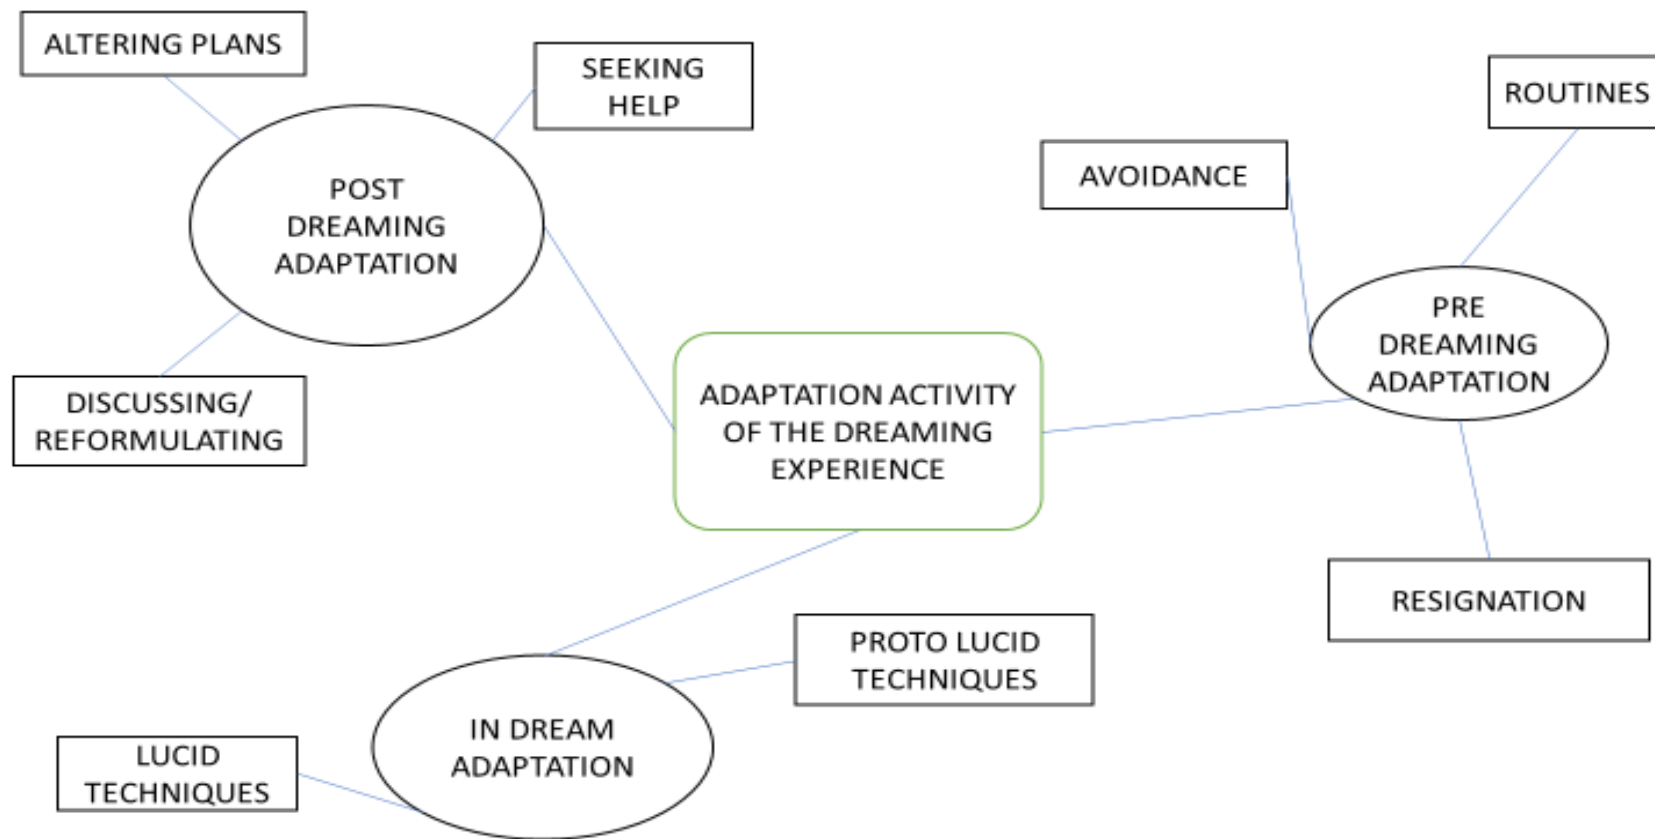 ALTERING PLANS
SEEKING
HELP
POST
DREAMING
ADAPTATION
DISCUSSING/
REFORMULATING
ROUTINES
AVOIDANCE
PRE
DREAMING
ADAPTATION
RESIGNATION
ADAPTATION ACTIVITY
OF THE DREAMING
EXPERIENCE
PROTO LUCID
TECHNIQUES
IN DREAM
ADAPTATION
LUCID
TECHNIQUES